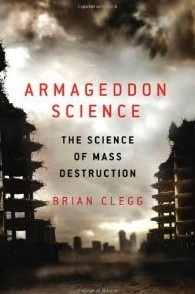 ARMAGEDDON
SCIENCE
THE SCIENCE
OF MASS
DESTRUCTION
BRIAN CLEGG